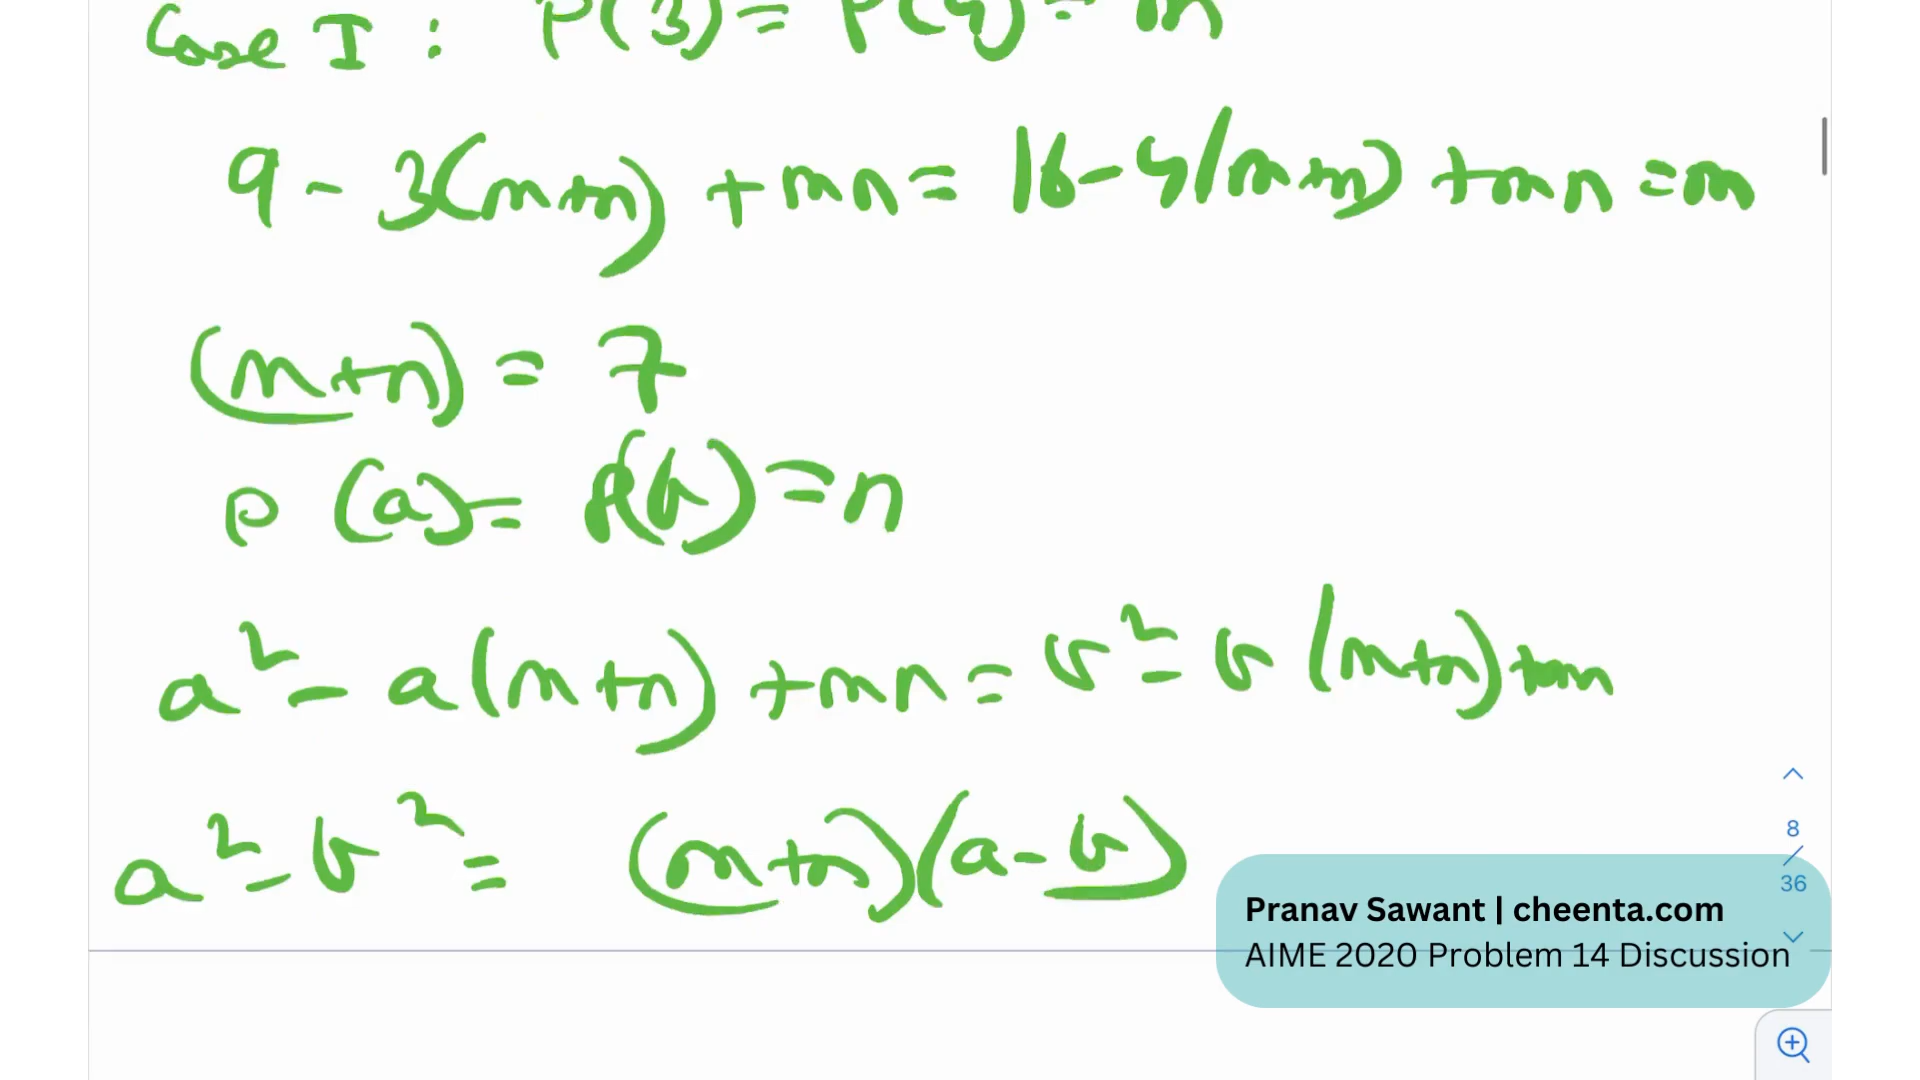 Case I : P(3) = P(4) = m
9 - 3(m+n) + mn = 16 - 4(m+n) + mn = m
(m+n) = 7
P(a) = P(b) = n
a² - a(m+n) + mn = b² - b(m+n) + mn
a² - b² = (m+n)(a-b)
8
/
36
Pranav Sawant | cheenta.com
AIME 2020 Problem 14 Discussion